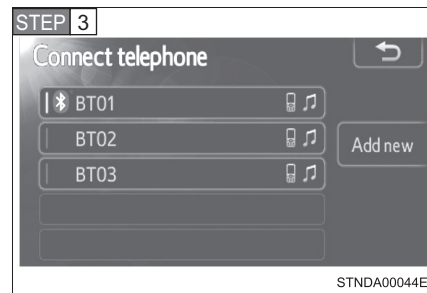 STEP 3
Connect telephone
BT01
BT02
Add new
BT03
STNDA00044E